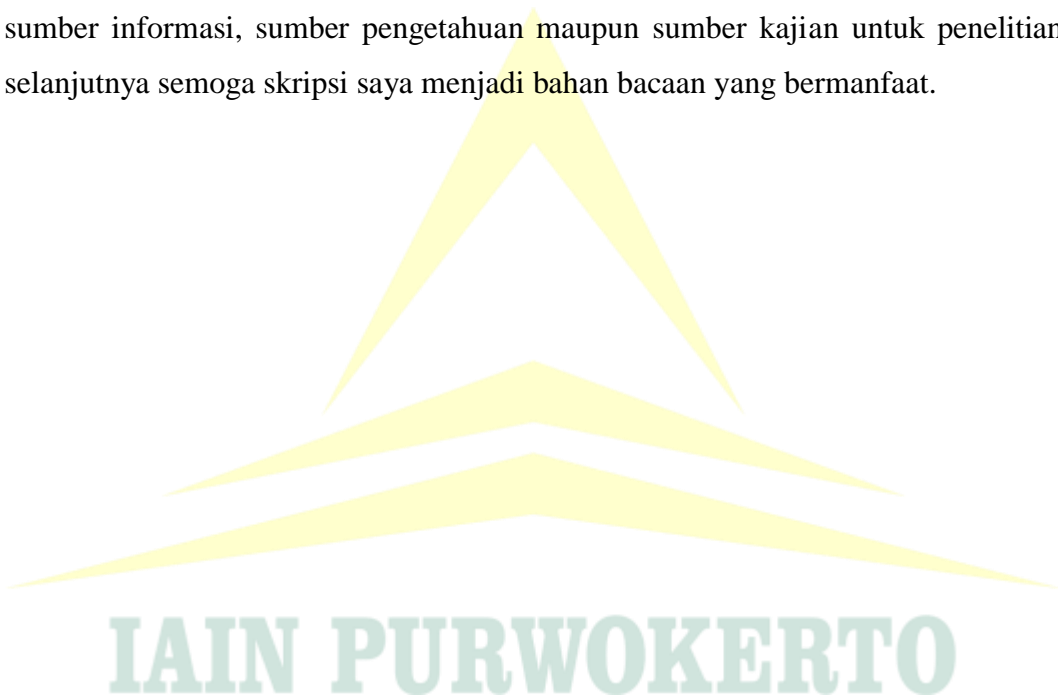 sumber informasi, sumber pengetahuan maupun sumber kajian untuk penelitian
selanjutnya semoga skripsi saya menjadi bahan bacaan yang bermanfaat.
IAIN PURWOKERTO